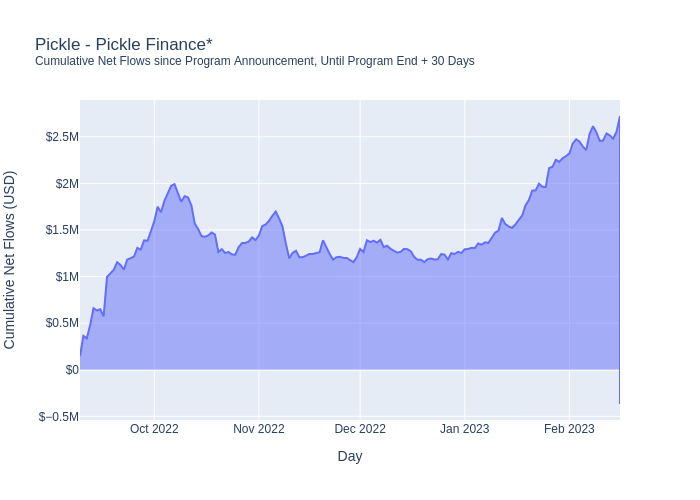 Pickle - Pickle Finance*
Cumulative Net Flows since Program Announcement, Until Program End + 30 Days
Cumulative Net Flows (USD)
$2.5M
$2M
$1.5M
$1M
$0.5M
$0
$−0.5M
Oct 2022
Nov 2022
Dec 2022
Jan 2023
Feb 2023
Day